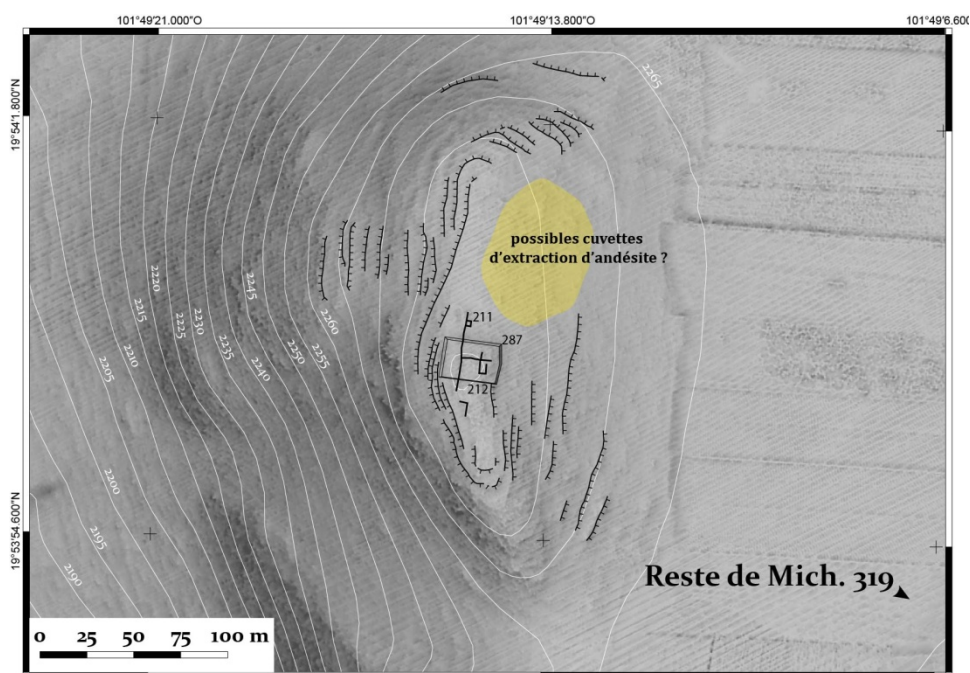 101°49'21.000"O
101°49'13.800"O
101°49'6.600
19°54'1.800"N
19°53'54.600"N
2265
possibles cuvettes
d'extraction d'andésite ?
2220
2215
2225
2230
2245
2260
2255
2250
2240
2235
2210
2205
2200
2195
2190
211
287
212
Reste de Mich. 319
0 25 50 75 100 m